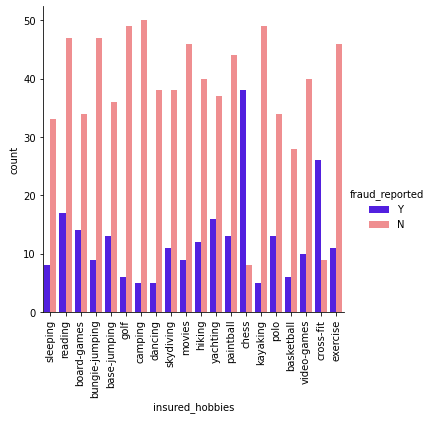 50
40
30
20
10
0
count
sleeping
reading
board-games
bungie-jumping
base-jumping
golf
camping
dancing
skydiving
movies
hiking
yachting
paintball
chess
kayaking
polo
basketball
video-games
cross-fit
exercise
insured_hobbies
fraud_reported
Y
N